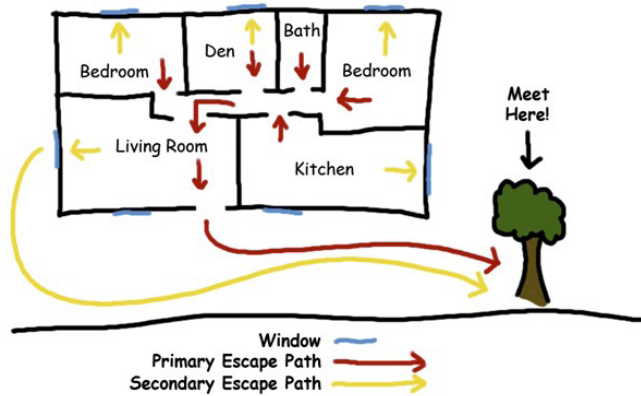 Bath
Den
Bedroom
Bedroom
Meet
Here!
Living Room
Kitchen
Window
Primary Escape Path
Secondary Escape Path